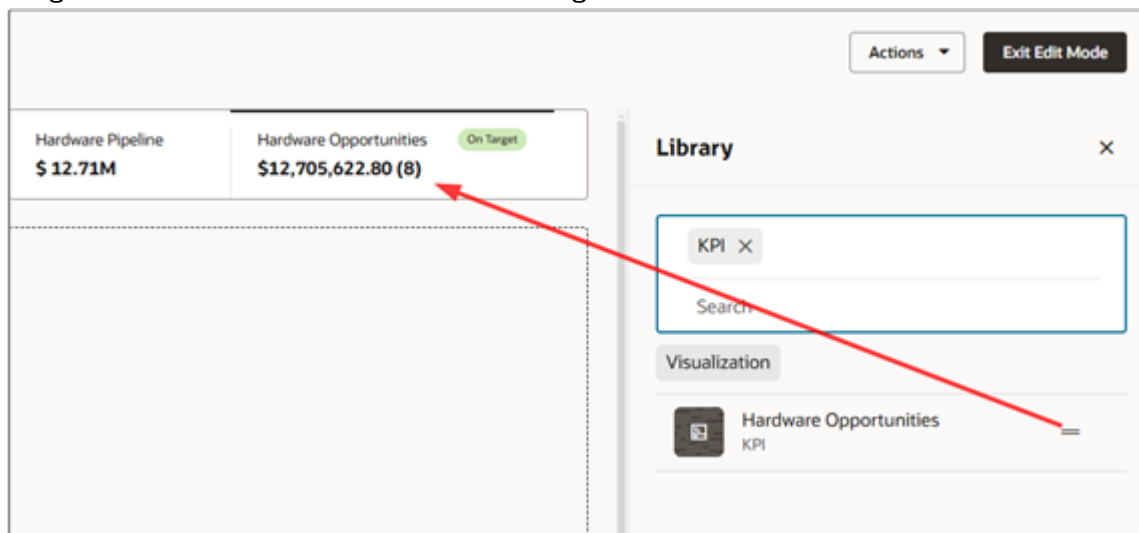 Actions
Exit Edit Mode
Hardware Pipeline
$ 12.71M
Hardware Opportunities
On Target
$12,705,622.80 (8)
Library
KPI
Search
Visualization
Hardware Opportunities
KPI